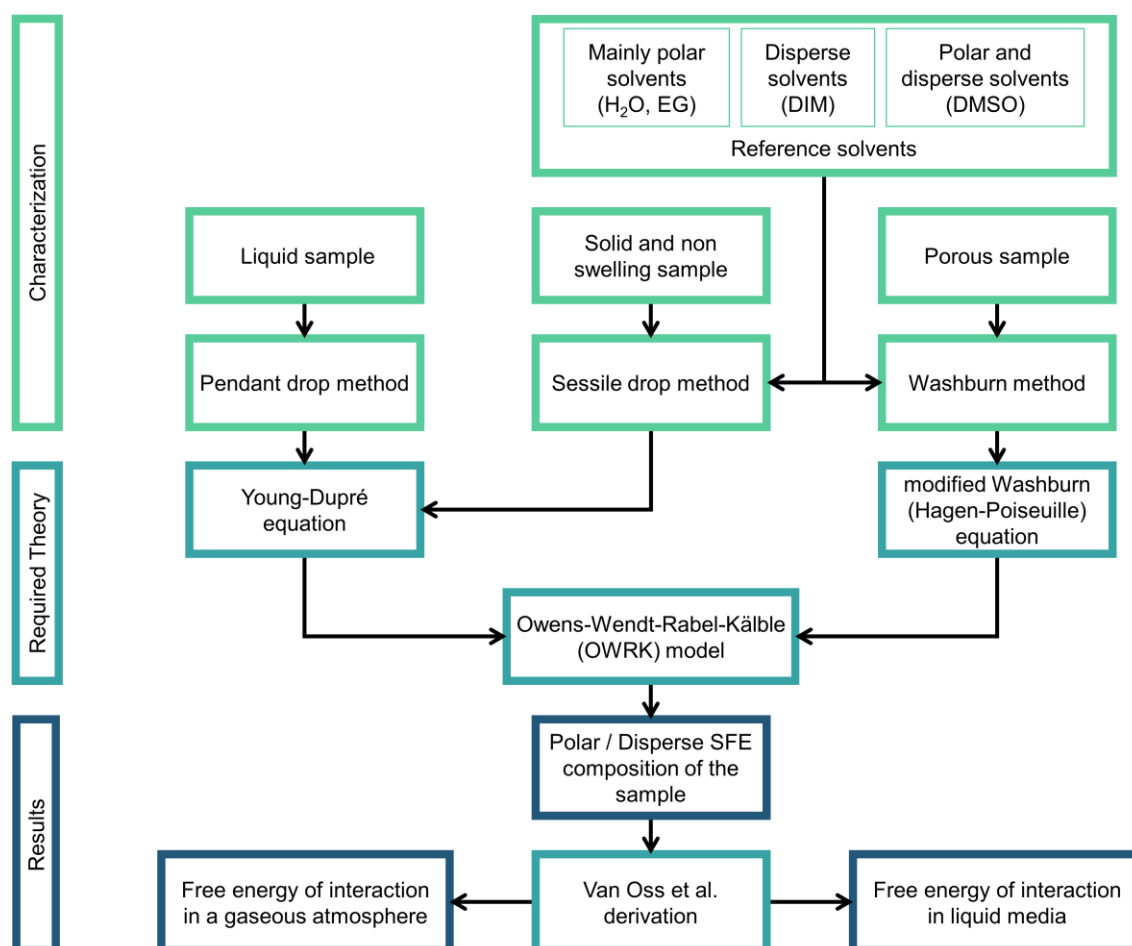 Characterization
Mainly polar
solvents
(H₂O, EG)
Disperse
solvents
(DIM)
Polar and
disperse solvents
(DMSO)
Reference solvents
Liquid sample
Solid and non
swelling sample
Porous sample
Pendant drop method
Sessile drop method
Washburn method
Required Theory
Young-Dupré
equation
modified Washburn
(Hagen-Poiseuille)
equation
Owens-Wendt-Rabel-Kälble
(OWRK) model
Results
Polar / Disperse SFE
composition of the
sample
Free energy of interaction
in a gaseous atmosphere
Van Oss et al.
derivation
Free energy of interaction
in liquid media